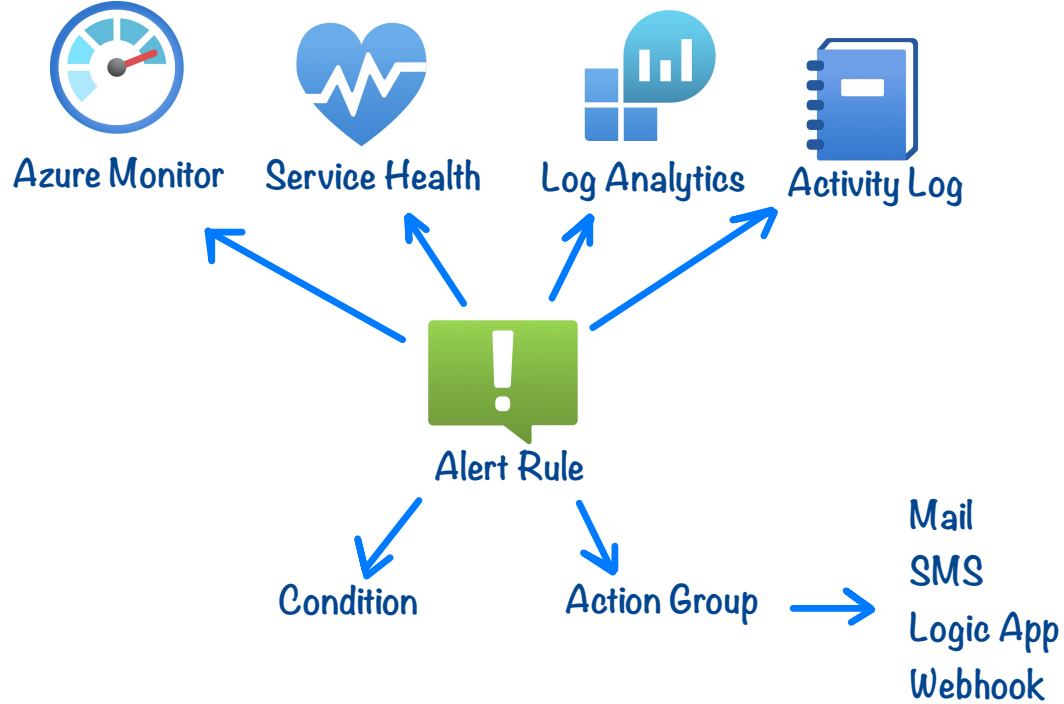 Azure Monitor
Service Health
Log Analytics
Activity Log
Alert Rule
Condition
Action Group
Mail
SMS
Logic App
Webhook